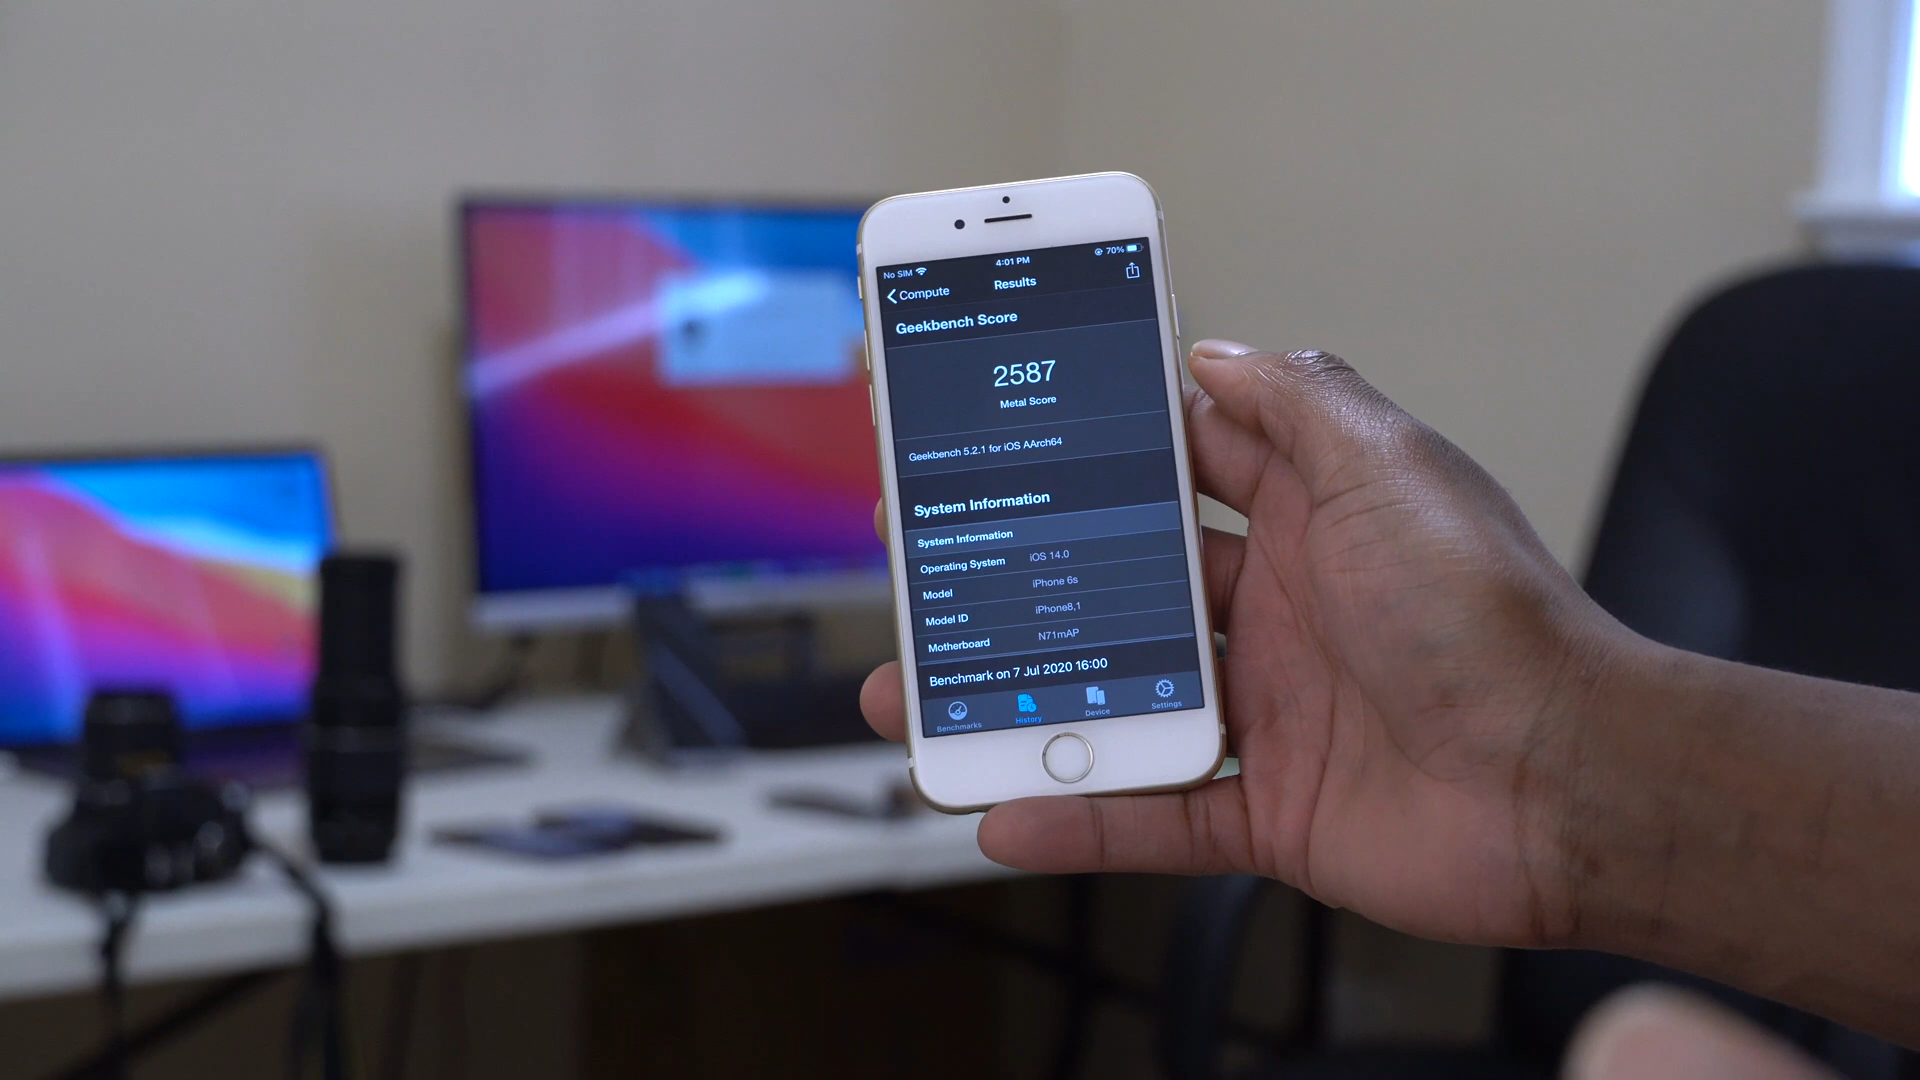 No SIM 4:01 PM 70%
Compute Results
Geekbench Score
2587
Metal Score
Geekbench 5.2.1 for iOS AArch64
System Information
System Information
Operating System iOS 14.0
Model iPhone 6s
Model ID iPhone8,1
Motherboard N71mAP
Benchmark on 7 Jul 2020 16:00
Benchmarks History Device Settings